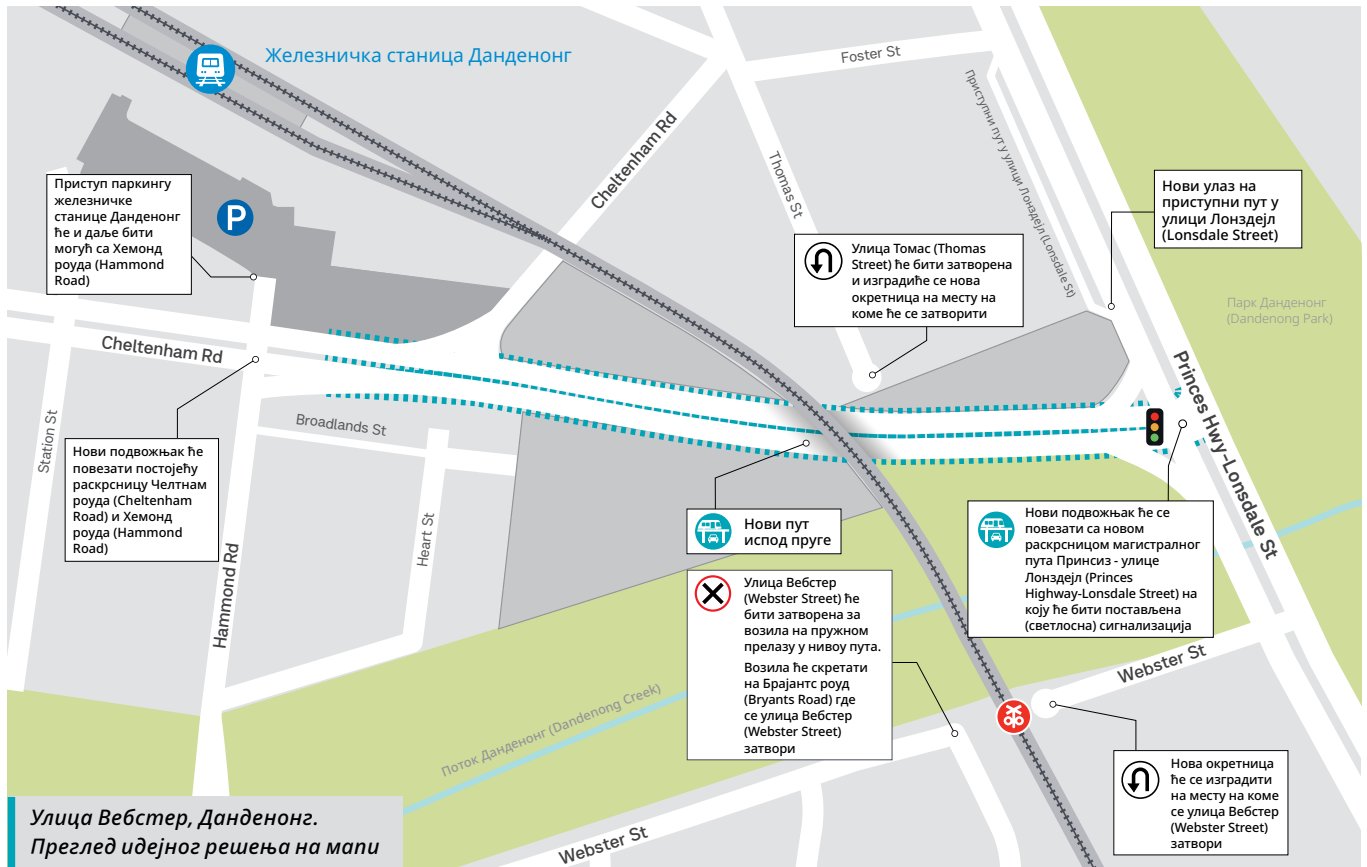 Железничка станица Данденонг
Foster St
Приступни пут у улици Лонздејл (Lonsdale St)
Cheltenham Rd
Thomas St
Приступ паркингу
железничке
станице Данденонг
ће и даље бити
могућ са Хемонд
роуда (Hammond
Road)
P
Нови улаз на
приступни пут у
улици Лонздејл
(Lonsdale Street)
Улица Томас (Thomas
Street) ће бити затворена
и изградиће се нова
окретница на месту на
коме ће се затворити
Парк Данденонг
(Dandenong Park)
Cheltenham Rd
Princes Hwy-Lonsdale St
Station St
Broadlands St
Нови подвожњак ће
повезати постојећу
раскрсницу Челтнам
роуда (Cheltenham
Road) и Хемонд
роуда (Hammond
Road)
Hammond Rd
Heart St
Нови пут
испод пруге
Нови подвожњак ће се
повезати са новом
раскрсницом магистралног
пута Принсиз - улице
Лонздејл (Princes
Highway-Lonsdale Street) на
коју ће бити постављена
(светлосна) сигнализација
Улица Вебстер
(Webster Street) ће
бити затворена за
возила на пружном
прелазу у нивоу пута.
Возила ће скретати
на Брајантс роуд
(Bryants Road) где
се улица Вебстер
(Webster Street)
затвори
Webster St
Поток Данденонг (Dandenong Creek)
Нова окретница
ће се изградити
на месту на коме
се улица Вебстер
(Webster Street)
затвори
Webster St
Улица Вебстер, Данденонг.
Преглед идејног решења на мапи